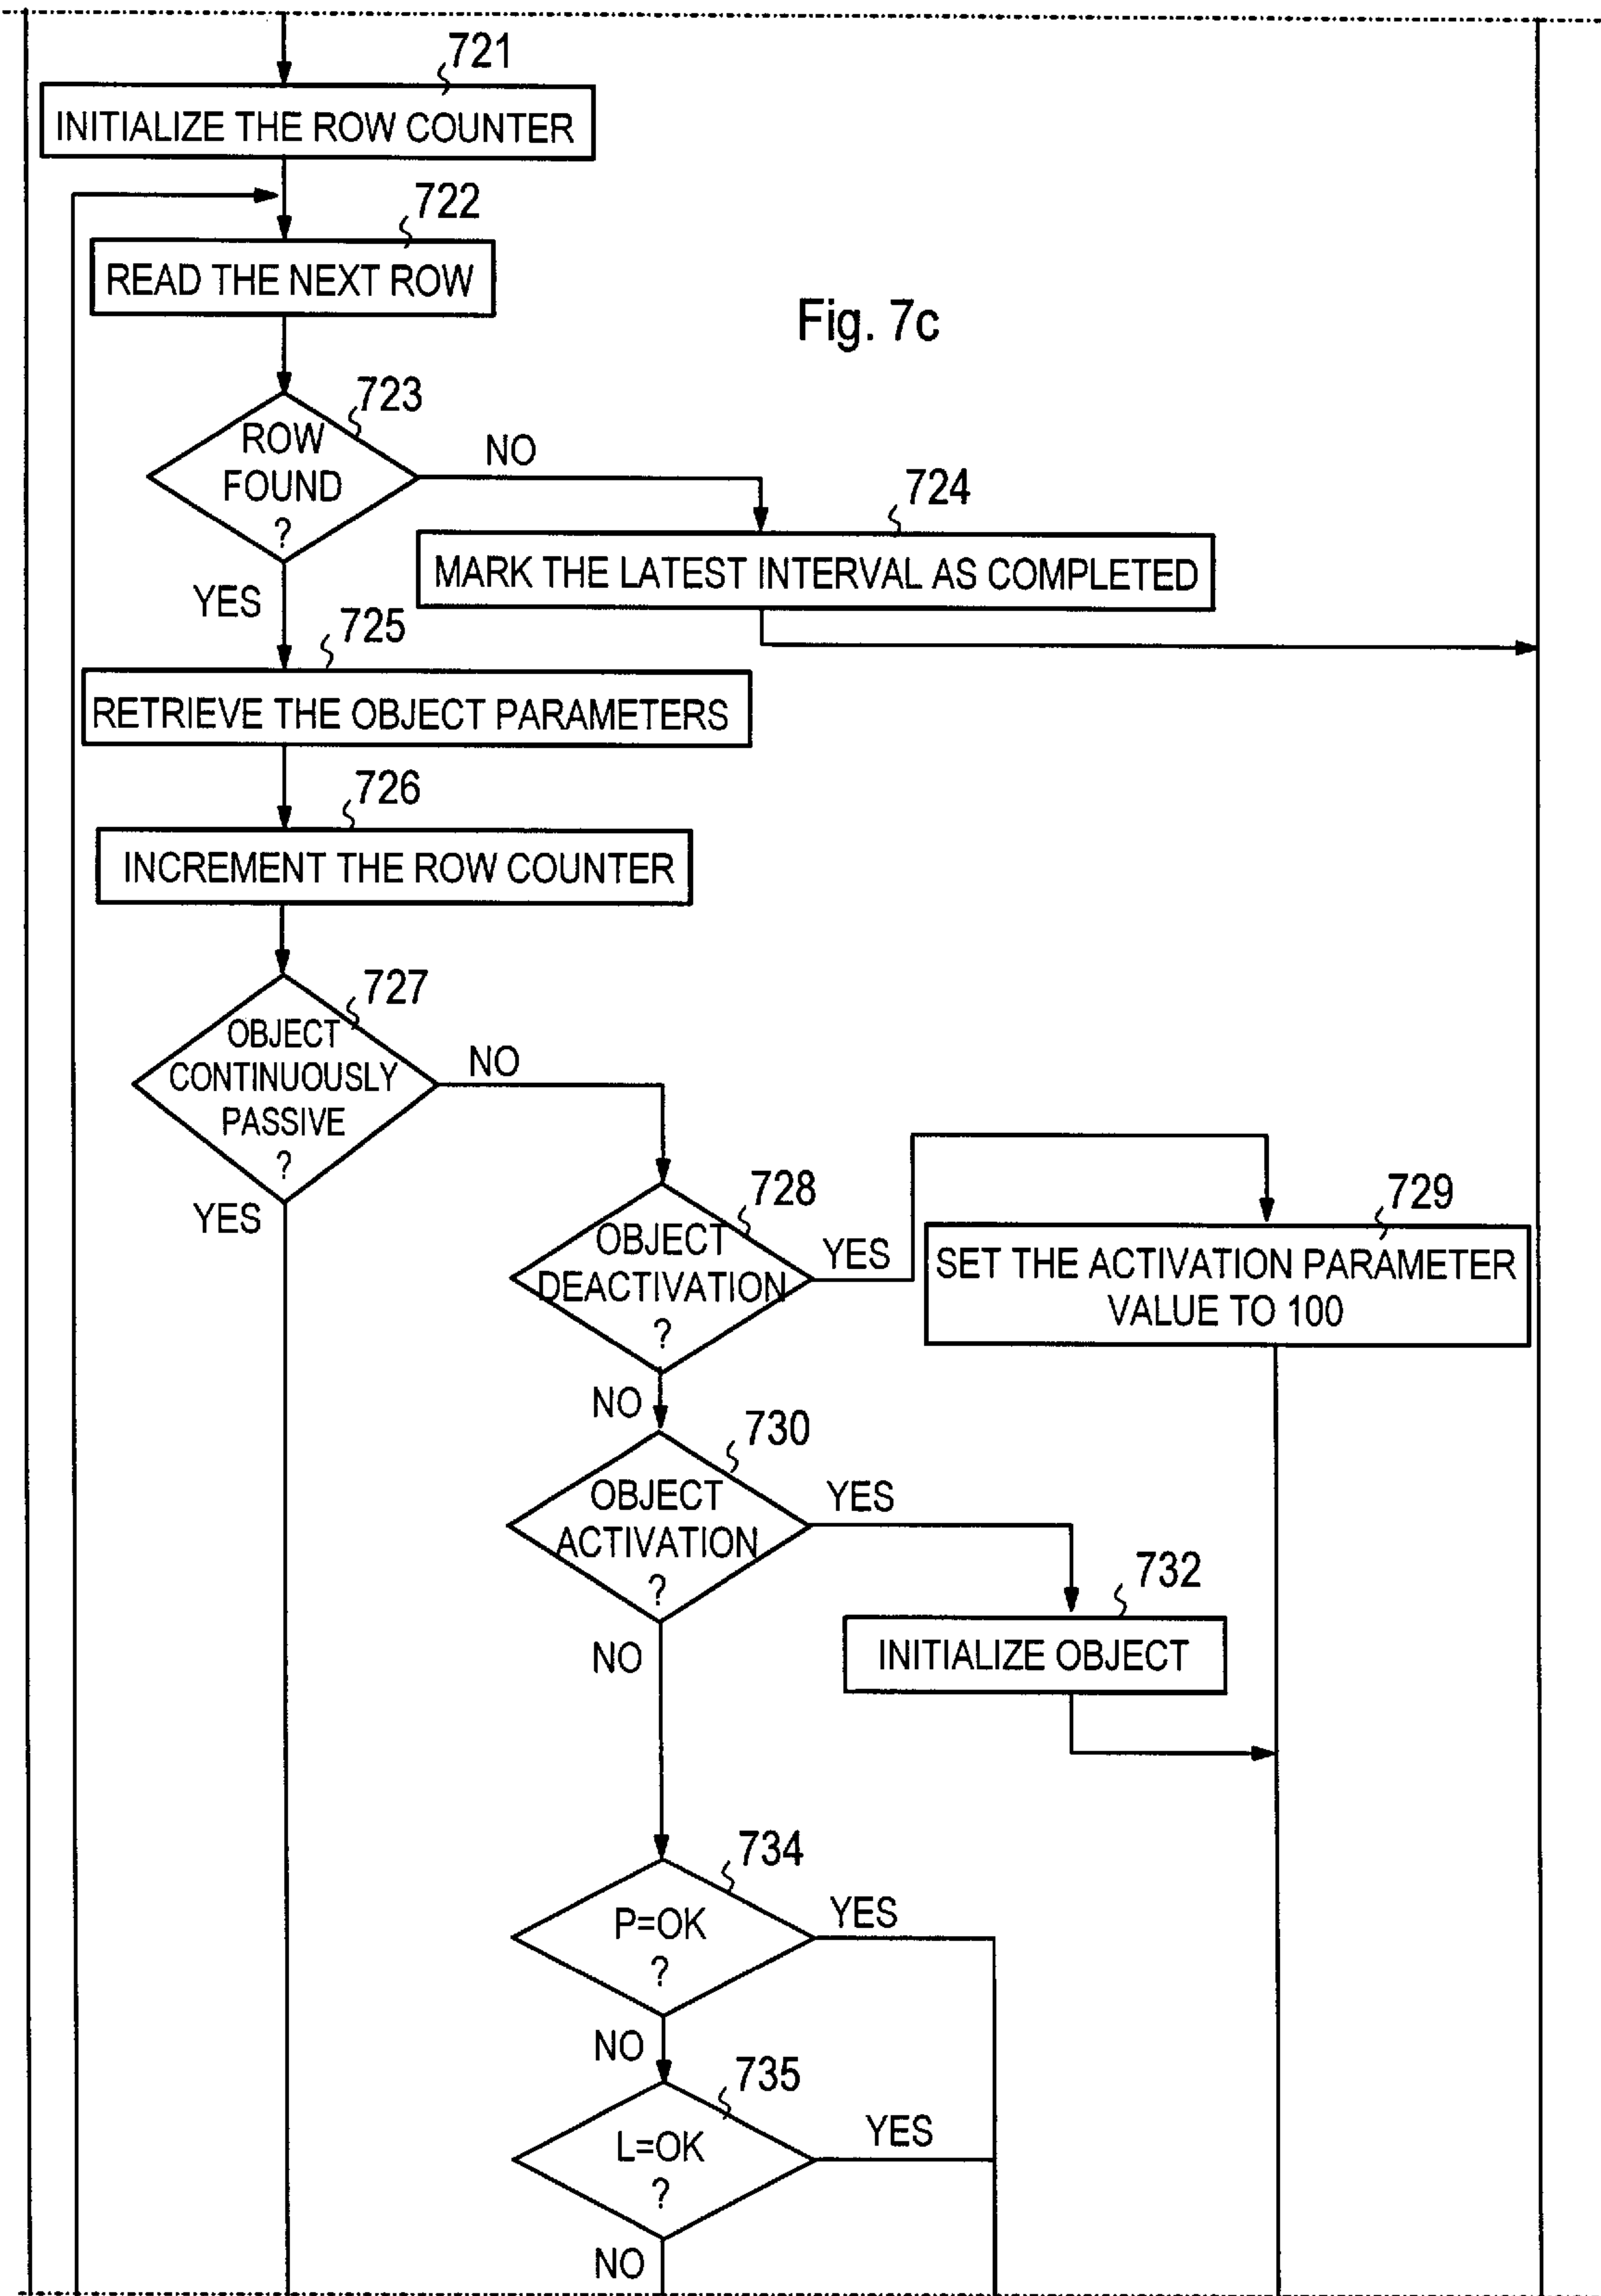 721
INITIALIZE THE ROW COUNTER
722
READ THE NEXT ROW
Fig. 7c
723
ROW
FOUND
?
NO
YES
724
MARK THE LATEST INTERVAL AS COMPLETED
725
RETRIEVE THE OBJECT PARAMETERS
726
INCREMENT THE ROW COUNTER
727
OBJECT
CONTINUOUSLY
PASSIVE
?
NO
YES
728
OBJECT
DEACTIVATION
?
YES
NO
729
SET THE ACTIVATION PARAMETER
VALUE TO 100
730
OBJECT
ACTIVATION
?
YES
NO
732
INITIALIZE OBJECT
734
P=OK
?
YES
NO
735
L=OK
?
YES
NO